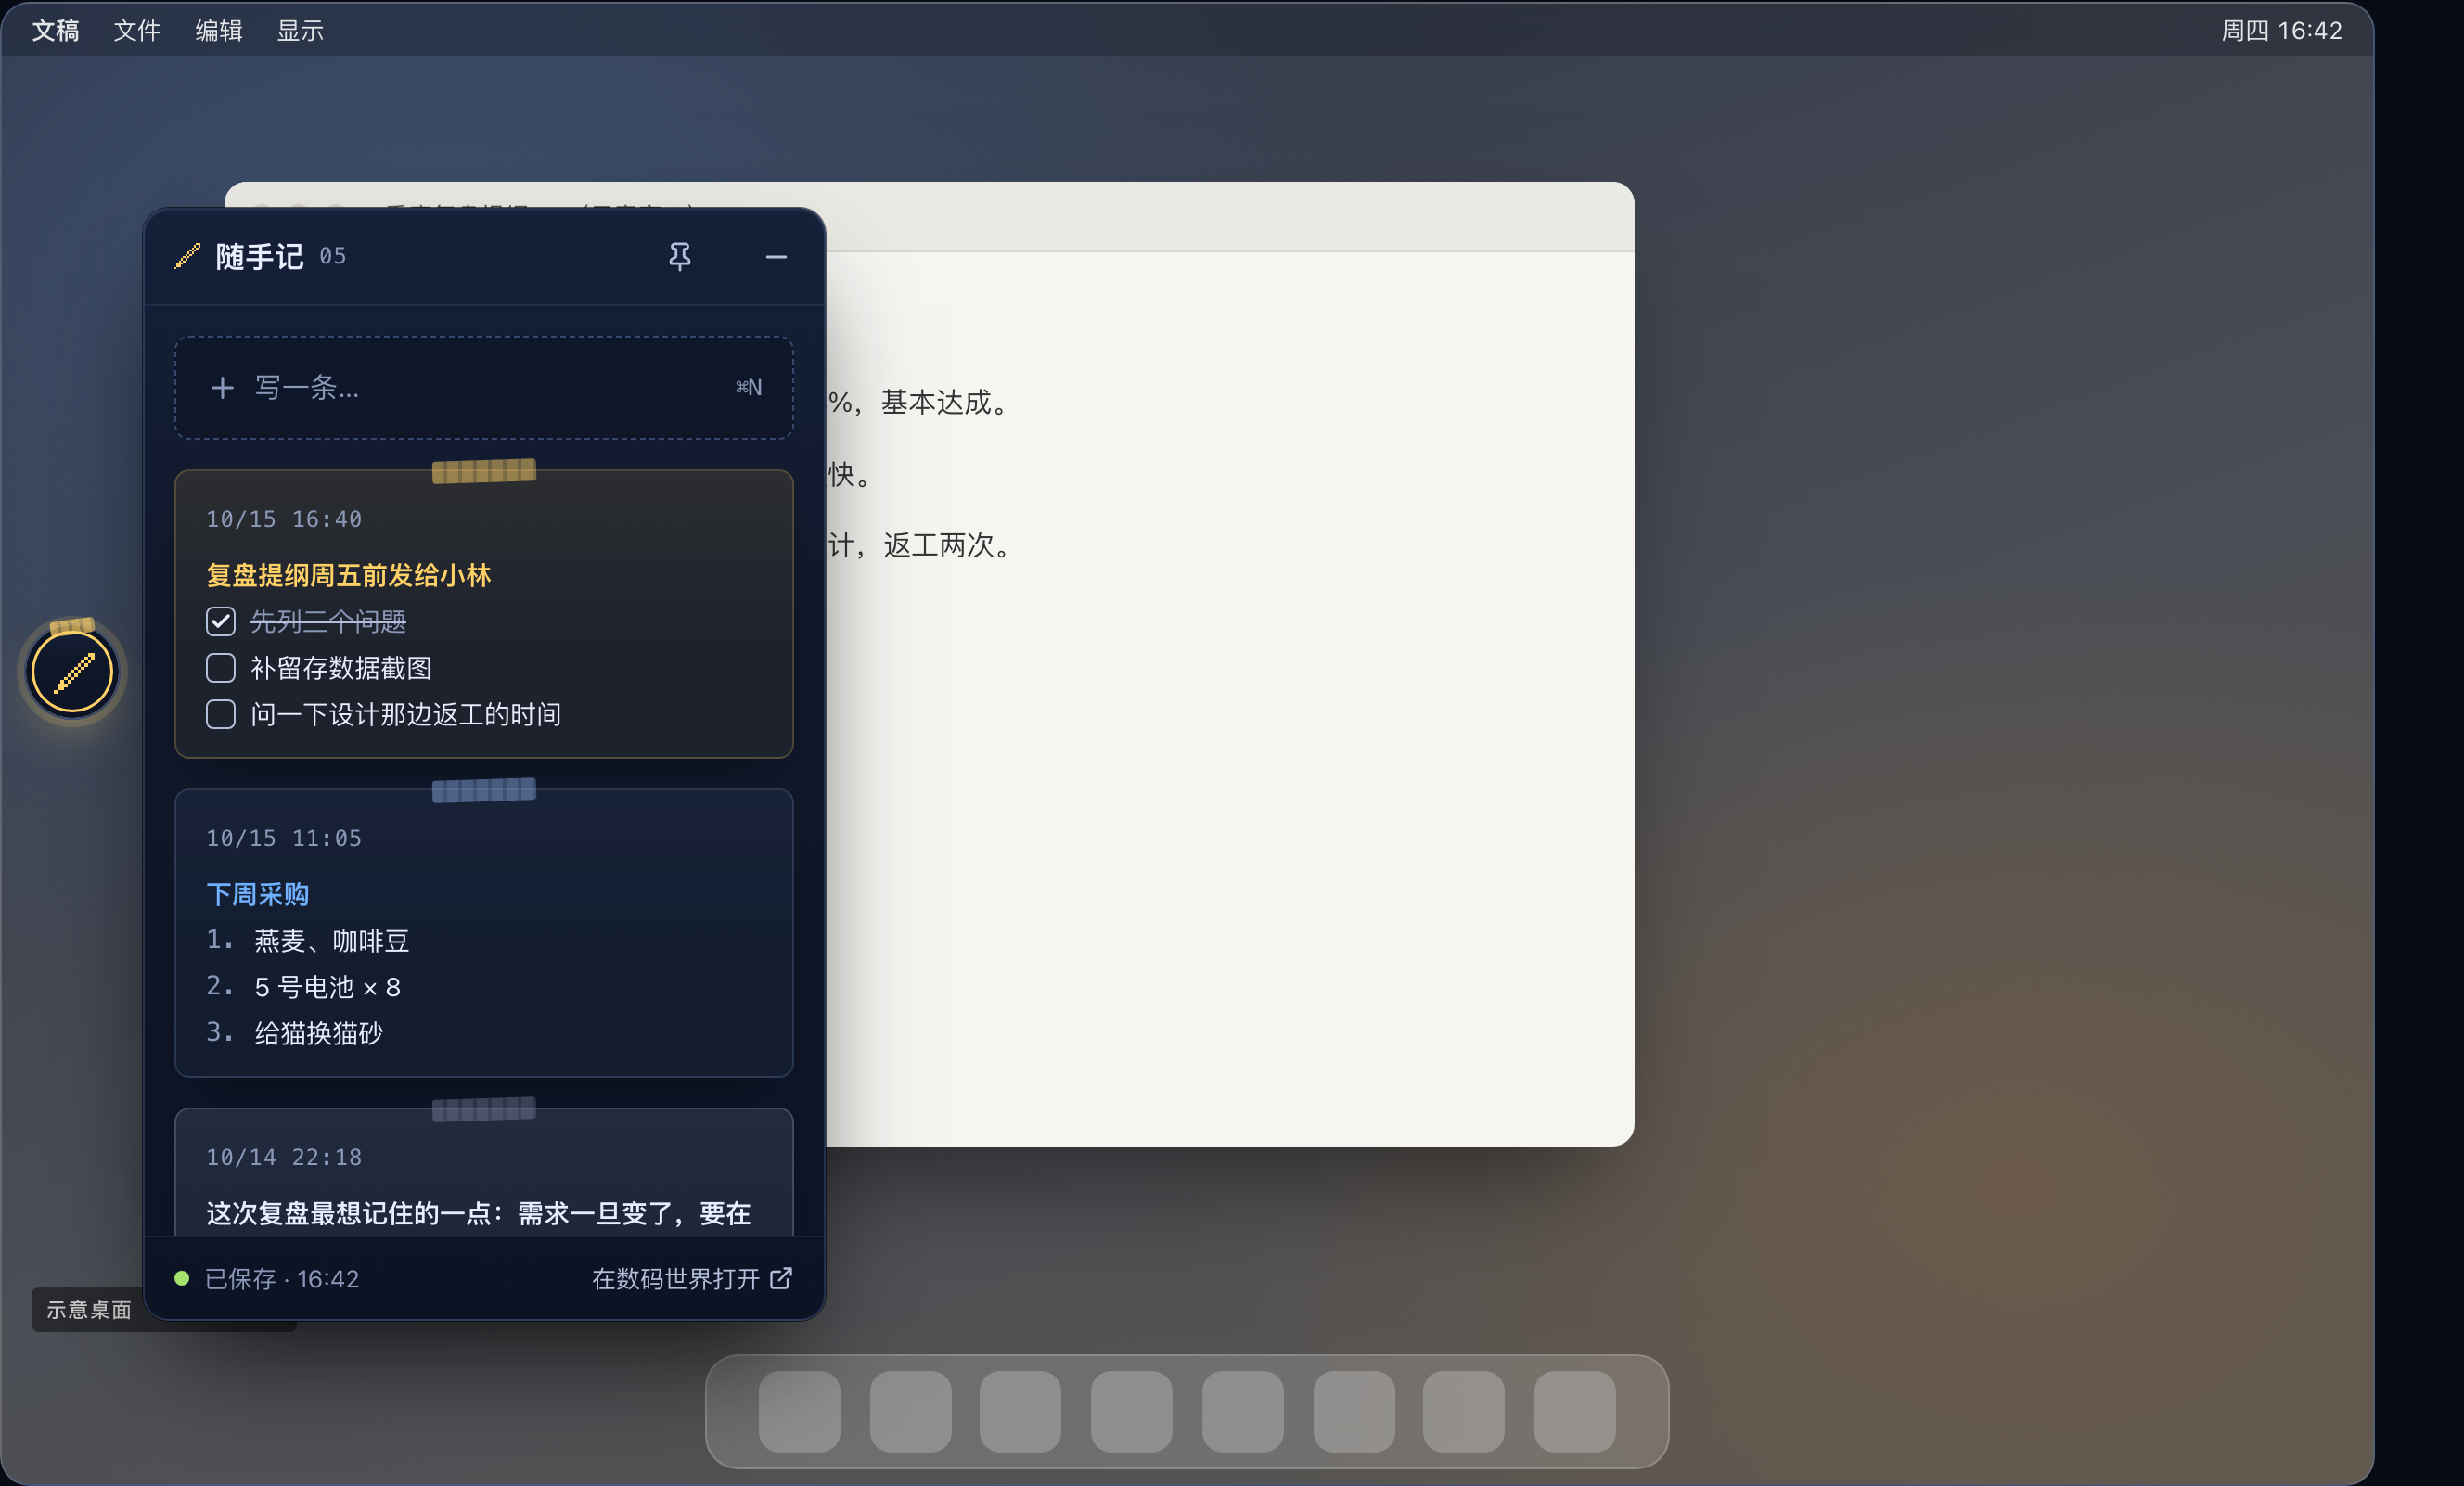 文稿 文件 编辑 显示 周四 16:42
随手记 05
写一条... ⌘N
%，基本达成。
快。
计，返工两次。
10/15 16:40
复盘提纲周五前发给小林
先列三个问题
补留存数据截图
问一下设计那边返工的时间
10/15 11:05
下周采购
1. 燕麦、咖啡豆
2. 5 号电池 × 8
3. 给猫换猫砂
10/14 22:18
这次复盘最想记住的一点：需求一旦变了，要在
已保存 · 16:42 在数码世界打开
示意桌面